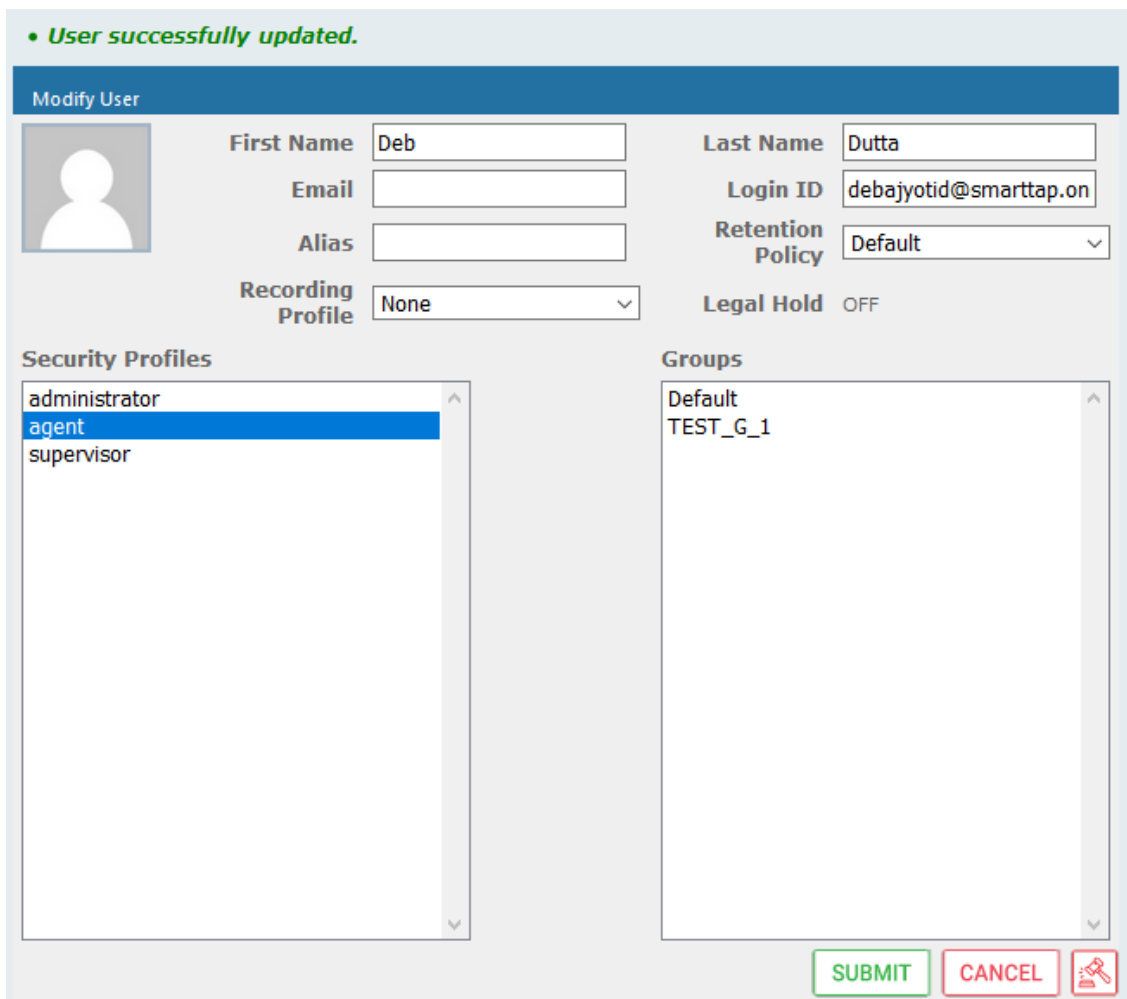 • User successfully updated.
Modify User
First Name Deb Last Name Dutta
Email Login ID debajyotid@smarttap.on
Alias Retention Policy Default
Recording Profile None Legal Hold OFF
Security Profiles Groups
administrator Default
agent TEST_G_1
supervisor
SUBMIT CANCEL